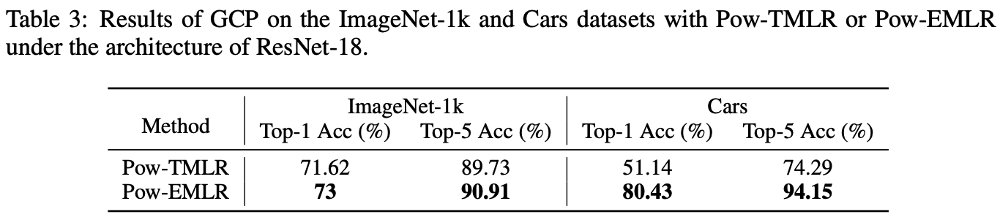 Table 3: Results of GCP on the ImageNet-1k and Cars datasets with Pow-TMLR or Pow-EMLR
under the architecture of ResNet-18.
Method ImageNet-1k Cars
Top-1 Acc (%) Top-5 Acc (%) Top-1 Acc (%) Top-5 Acc (%)
Pow-TMLR 71.62 89.73 51.14 74.29
Pow-EMLR 73 90.91 80.43 94.15